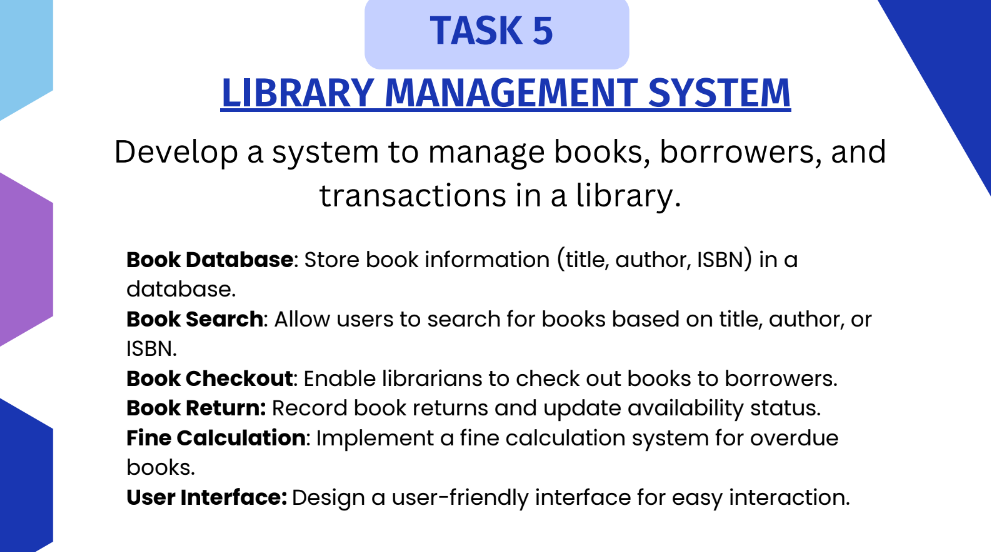 TASK 5
LIBRARY MANAGEMENT SYSTEM
Develop a system to manage books, borrowers, and
transactions in a library.
Book Database: Store book information (title, author, ISBN) in a
database.
Book Search: Allow users to search for books based on title, author, or
ISBN.
Book Checkout: Enable librarians to check out books to borrowers.
Book Return: Record book returns and update availability status.
Fine Calculation: Implement a fine calculation system for overdue
books.
User Interface: Design a user-friendly interface for easy interaction.